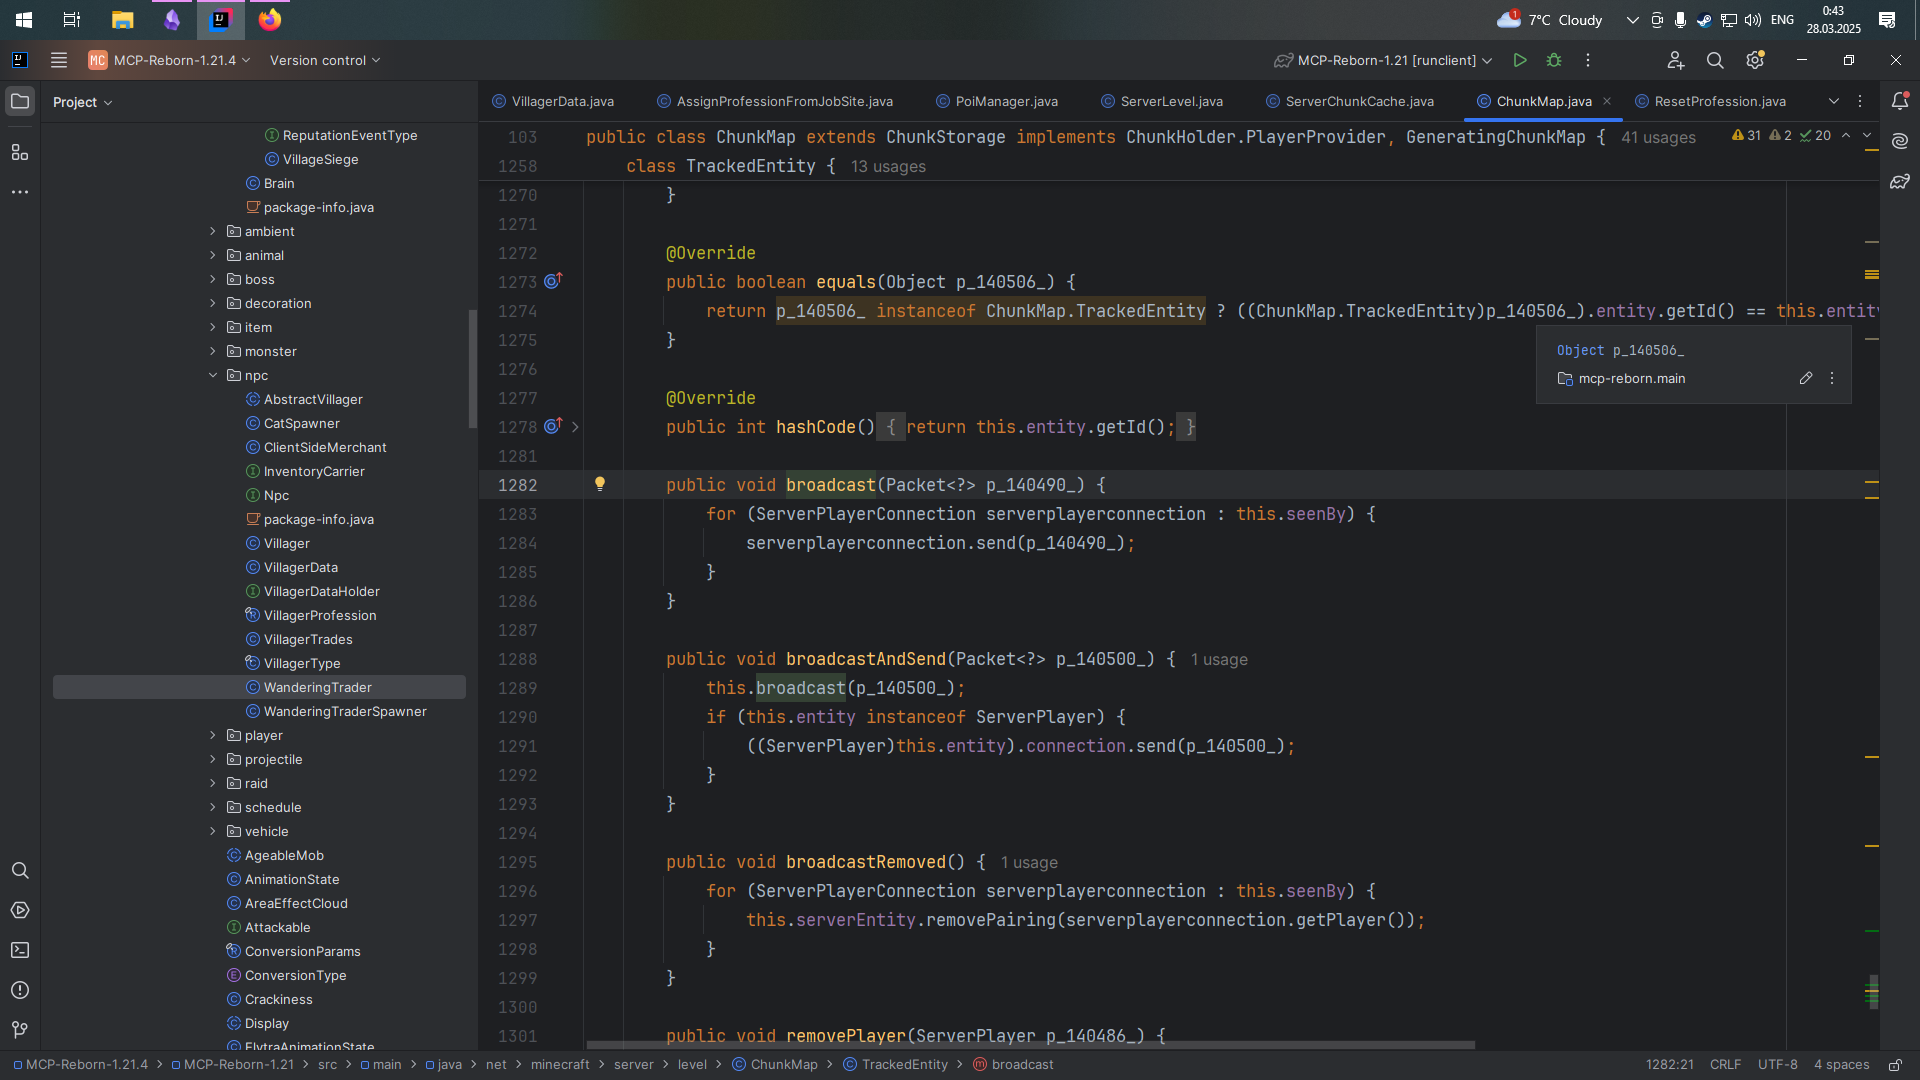 7°C Cloudy
ENG
0:43
28.03.2025
MC
MCP-Reborn-1.21.4
Version control
MCP-Reborn-1.21 [runclient]
Project
VillagerData.java
AssignProfessionFromJobSite.java
PoiManager.java
ServerLevel.java
ServerChunkCache.java
ChunkMap.java
ResetProfession.java
ReputationEventType
VillageSiege
Brain
package-info.java
ambient
animal
boss
decoration
item
monster
npc
AbstractVillager
CatSpawner
ClientSideMerchant
InventoryCarrier
Npc
package-info.java
Villager
VillagerData
VillagerDataHolder
VillagerProfession
VillagerTrades
VillagerType
WanderingTrader
WanderingTraderSpawner
player
projectile
raid
schedule
vehicle
AgeableMob
AnimationState
AreaEffectCloud
Attackable
ConversionParams
ConversionType
Crackiness
Display
ElytraAnimationState
103 public class ChunkMap extends ChunkStorage implements ChunkHolder.PlayerProvider, GeneratingChunkMap { 41 usages
31 2 20
1258 class TrackedEntity { 13 usages
1270 }
1271
1272 @Override
1273 public boolean equals(Object p_140506_) {
1274 return p_140506_ instanceof ChunkMap.TrackedEntity ? ((ChunkMap.TrackedEntity)p_140506_).entity.getId() == this.entity
1275 }
1276
1277 @Override
1278 public int hashCode() { return this.entity.getId(); }
1281
1282 public void broadcast(Packet<?> p_140490_) {
1283 for (ServerPlayerConnection serverplayerconnection : this.seenBy) {
1284 serverplayerconnection.send(p_140490_);
1285 }
1286 }
1287
1288 public void broadcastAndSend(Packet<?> p_140500_) { 1 usage
1289 this.broadcast(p_140500_);
1290 if (this.entity instanceof ServerPlayer) {
1291 ((ServerPlayer)this.entity).connection.send(p_140500_);
1292 }
1293 }
1294
1295 public void broadcastRemoved() { 1 usage
1296 for (ServerPlayerConnection serverplayerconnection : this.seenBy) {
1297 this.serverEntity.removePairing(serverplayerconnection.getPlayer());
1298 }
1299 }
1300
1301 public void removePlayer(ServerPlayer p_140486_) {
Object p_140506_
mcp-reborn.main
MCP-Reborn-1.21.4 > MCP-Reborn-1.21 > src > main > java > net > minecraft > server > level > ChunkMap > TrackedEntity > broadcast
1282:21 CRLF UTF-8 4 spaces